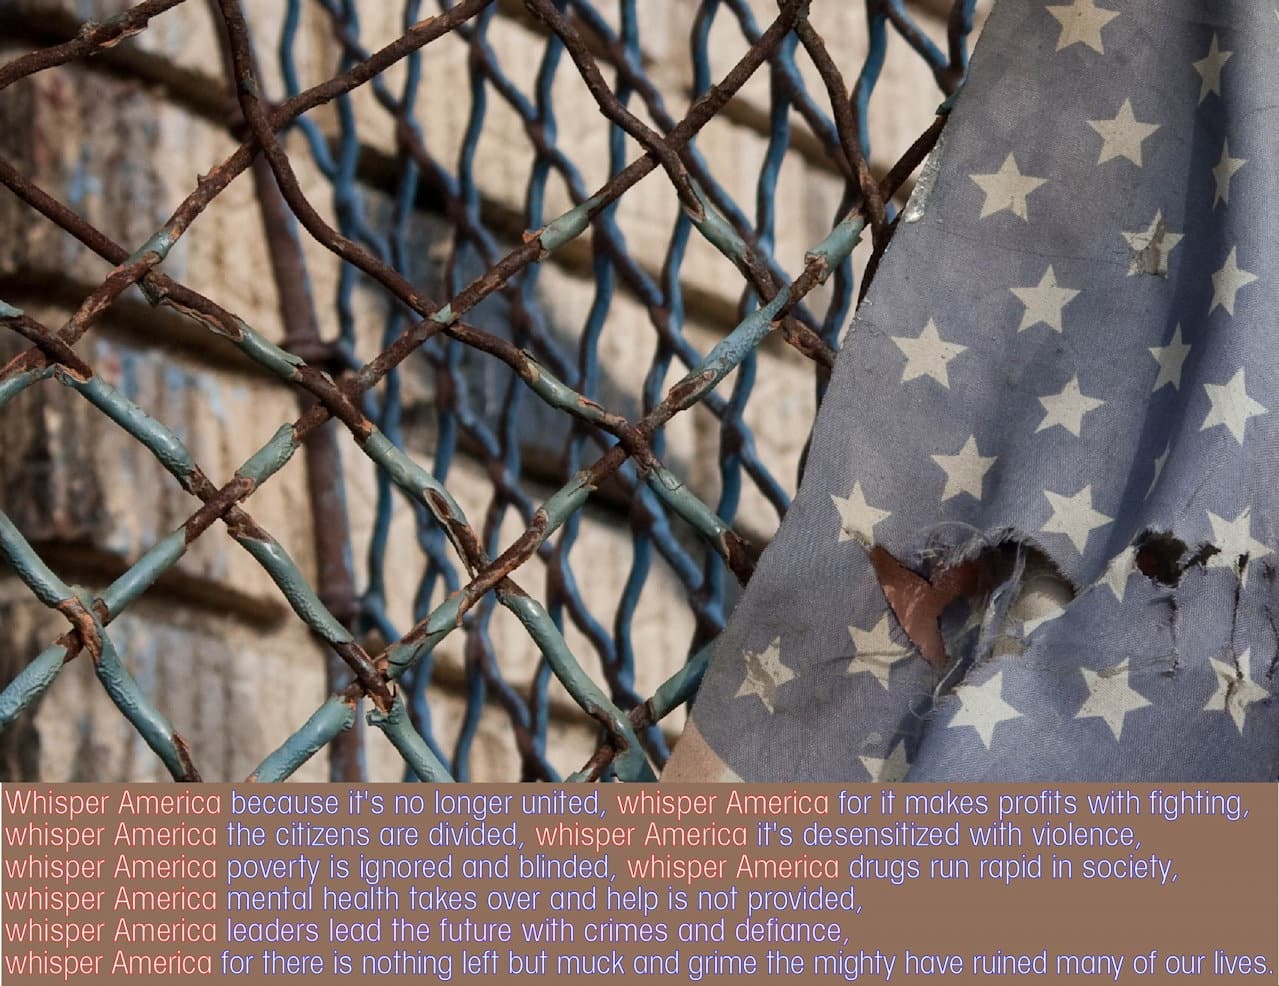 Whisper America because it's no longer united, whisper America for it makes profits with fighting,
whisper America the citizens are divided, whisper America it's desensitized with violence,
whisper America poverty is ignored and blinded, whisper America drugs run rapid in society,
whisper America mental health takes over and help is not provided,
whisper America leaders lead the future with crimes and defiance,
whisper America for there is nothing left but muck and grime the mighty have ruined many of our lives.